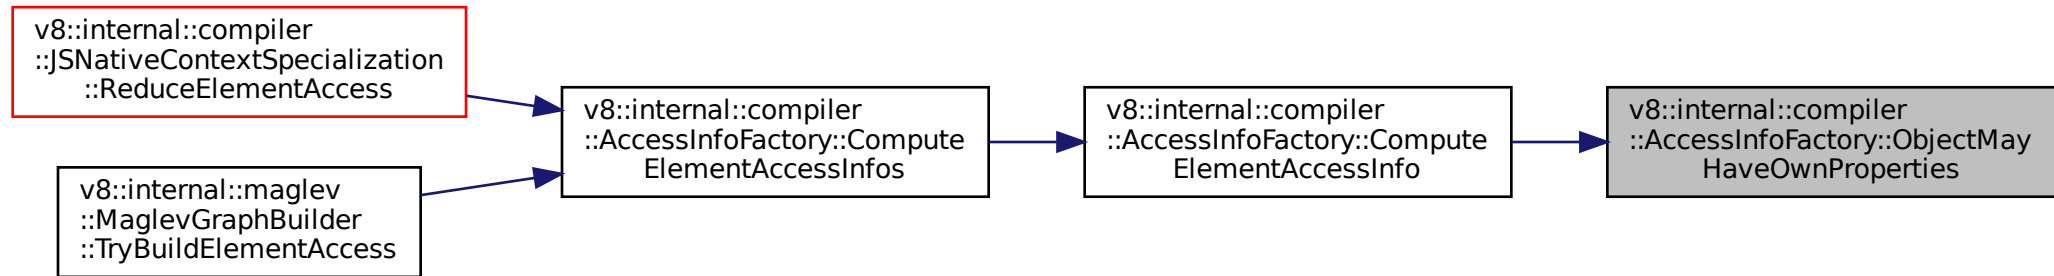 v8::internal::compiler
::JSNativeContextSpecialization
::ReduceElementAccess
v8::internal::maglev
::MaglevGraphBuilder
::TryBuildElementAccess
v8::internal::compiler
::AccessInfoFactory::Compute
ElementAccessInfos
v8::internal::compiler
::AccessInfoFactory::Compute
ElementAccessInfo
v8::internal::compiler
::AccessInfoFactory::ObjectMay
HaveOwnProperties